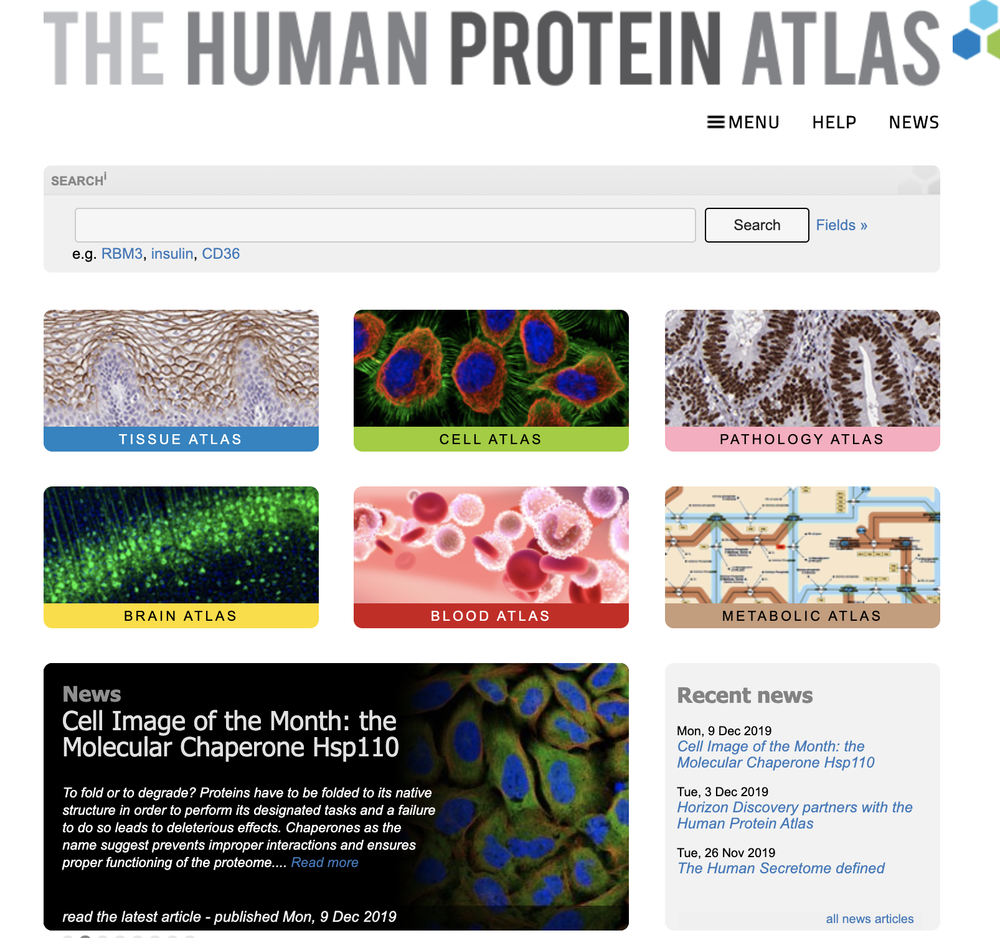 THE HUMAN PROTEIN ATLAS
MENU HELP NEWS
SEARCHⁱ
Search Fields »
e.g. RBM3, insulin, CD36
TISSUE ATLAS
CELL ATLAS
PATHOLOGY ATLAS
BRAIN ATLAS
BLOOD ATLAS
METABOLIC ATLAS
News
Cell Image of the Month: the
Molecular Chaperone Hsp110
To fold or to degrade? Proteins have to be folded to its native
structure in order to perform its designated tasks and a failure
to do so leads to deleterious effects. Chaperones as the
name suggest prevents improper interactions and ensures
proper functioning of the proteome.... Read more
read the latest article - published Mon, 9 Dec 2019
Recent news
Mon, 9 Dec 2019
Cell Image of the Month: the
Molecular Chaperone Hsp110
Tue, 3 Dec 2019
Horizon Discovery partners with the
Human Protein Atlas
Tue, 26 Nov 2019
The Human Secretome defined
all news articles